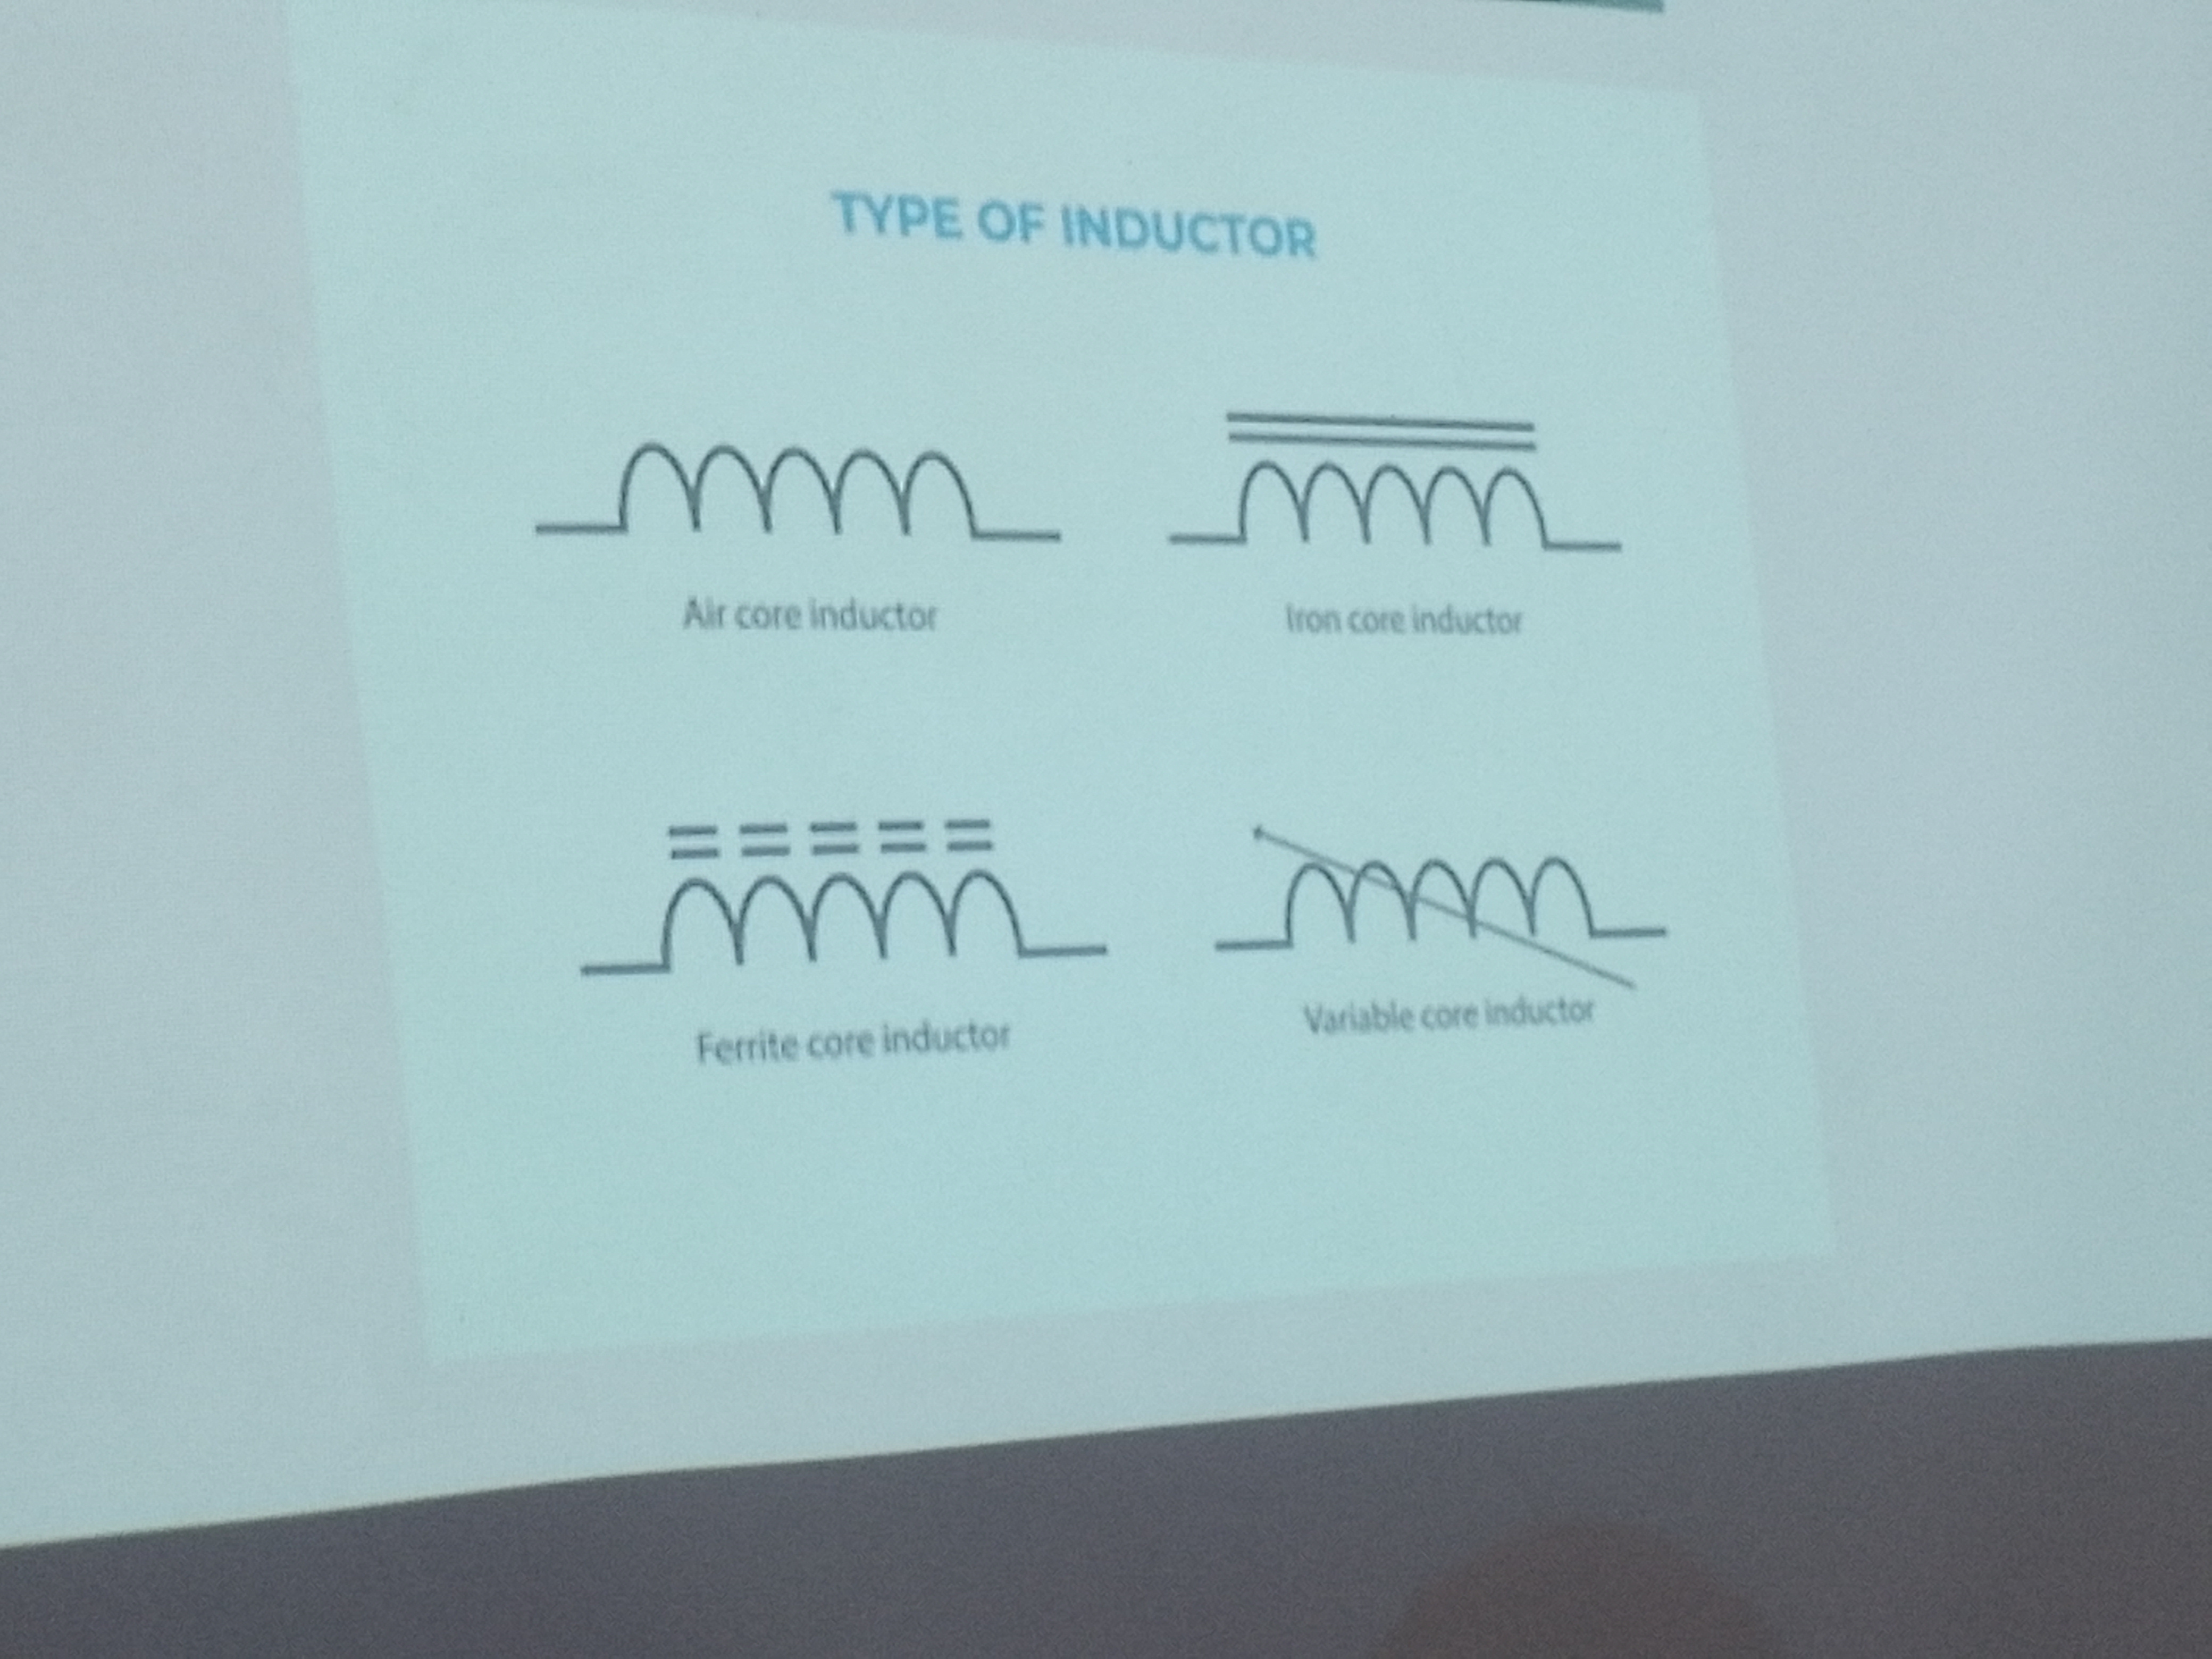 TYPE OF INDUCTOR
Air core inductor
Iron core inductor
Ferrite core inductor
Variable core inductor